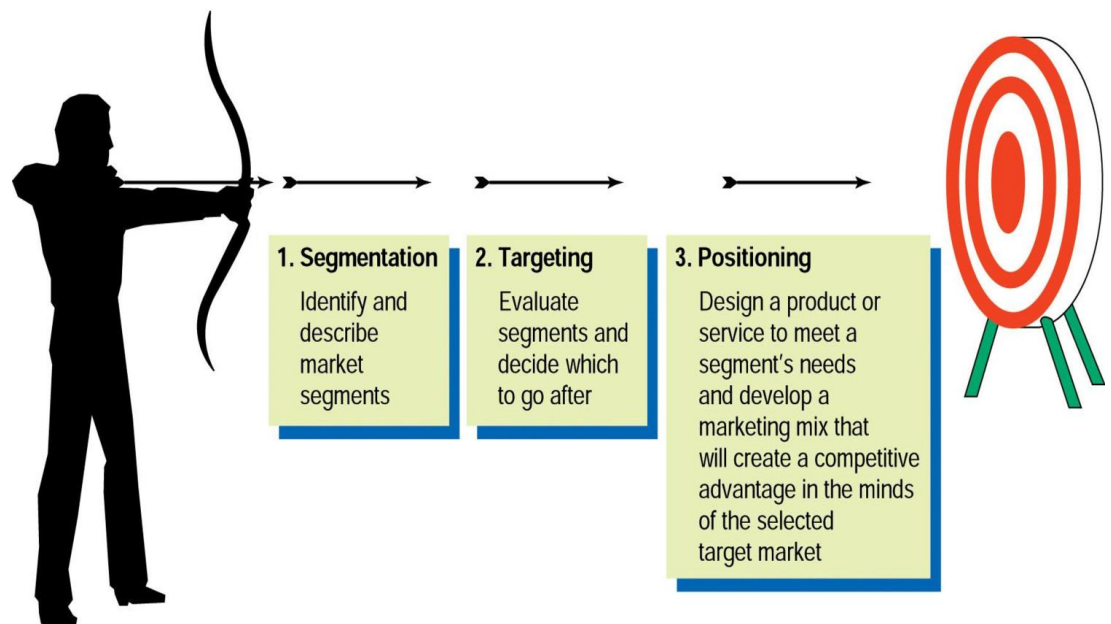 1. Segmentation
Identify and
describe
market
segments
2. Targeting
Evaluate
segments and
decide which
to go after
3. Positioning
Design a product or
service to meet a
segment's needs
and develop a
marketing mix that
will create a competitive
advantage in the minds
of the selected
target market